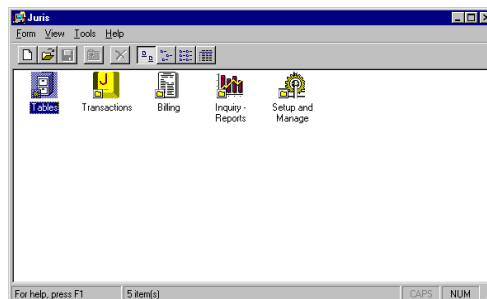 Juris
Form View Tools Help
Tables
Transactions
Billing
Inquiry -
Reports
Setup and
Manage
For help, press F1
5 item(s)
CAPS
NUM